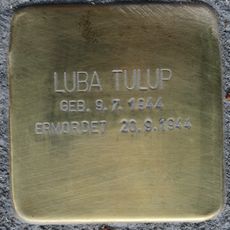 LUBA TULUP
GEB. 9. 7. 1944
ERMORDET 20.9.1944